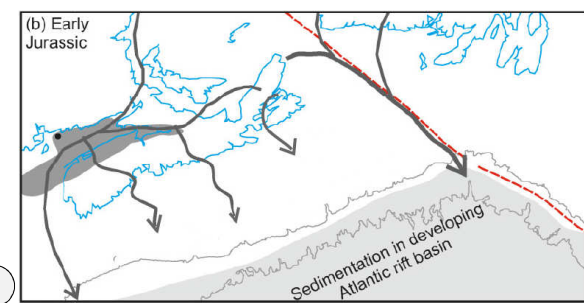 (b) Early
Jurassic
Sedimentation in developing
Atlantic rift basin